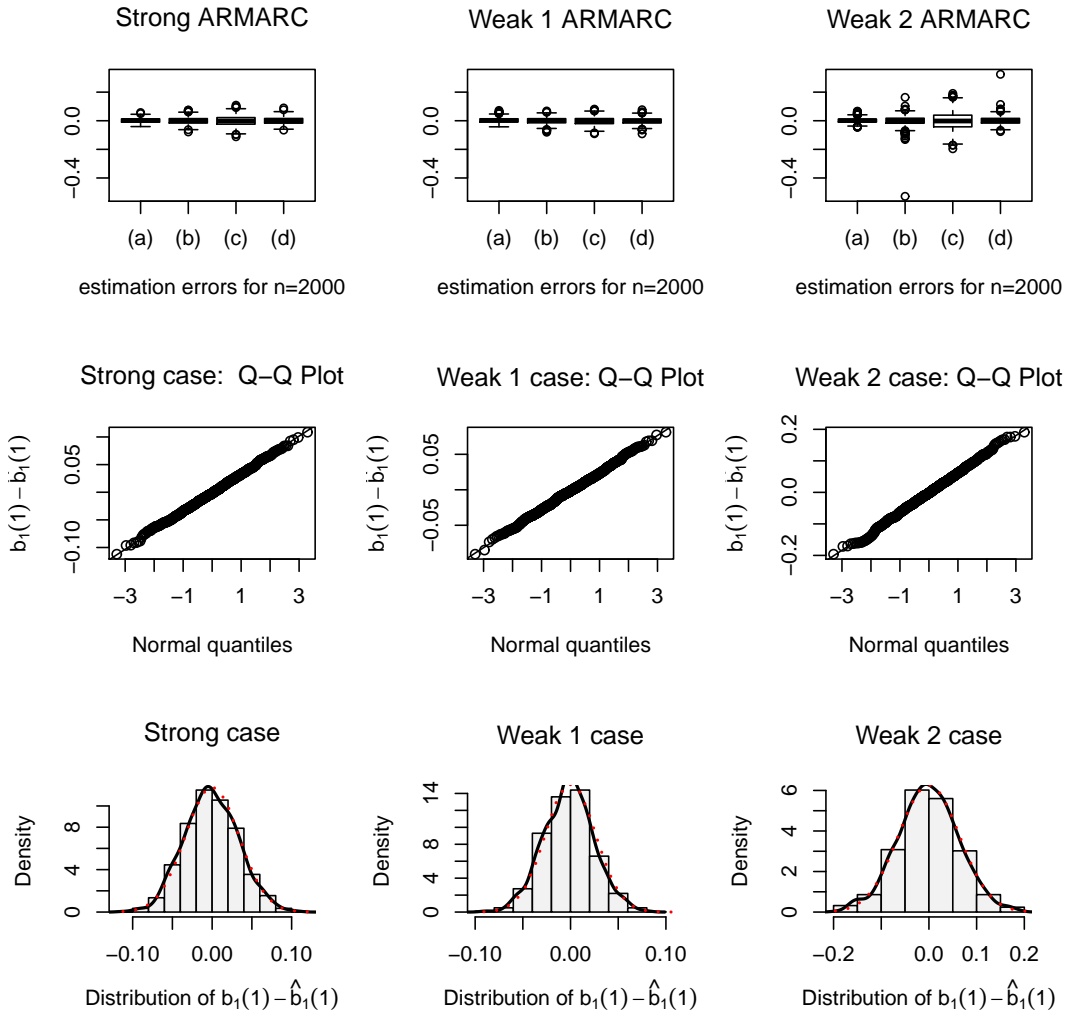 Strong ARMARC
Weak 1 ARMARC
Weak 2 ARMARC
0.0
−0.4
(a) (b) (c) (d)
estimation errors for n=2000
0.0
−0.4
(a) (b) (c) (d)
estimation errors for n=2000
0.0
−0.4
(a) (b) (c) (d)
estimation errors for n=2000
Strong case: Q−Q Plot
Weak 1 case: Q−Q Plot
Weak 2 case: Q−Q Plot
b₁(1) − b̂₁(1)
0.05
−0.10
−3 −1 1 3
Normal quantiles
b₁(1) − b̂₁(1)
0.05
−0.05
−3 −1 1 3
Normal quantiles
b₁(1) − b̂₁(1)
0.2
0.0
−0.2
−3 −1 1 3
Normal quantiles
Strong case
Weak 1 case
Weak 2 case
Density
8
4
0
−0.10 0.00 0.10
Distribution of b₁(1) − b̂₁(1)
Density
14
8
4
0
−0.10 0.00 0.10
Distribution of b₁(1) − b̂₁(1)
Density
6
4
2
0
−0.2 0.0 0.1 0.2
Distribution of b₁(1) − b̂₁(1)